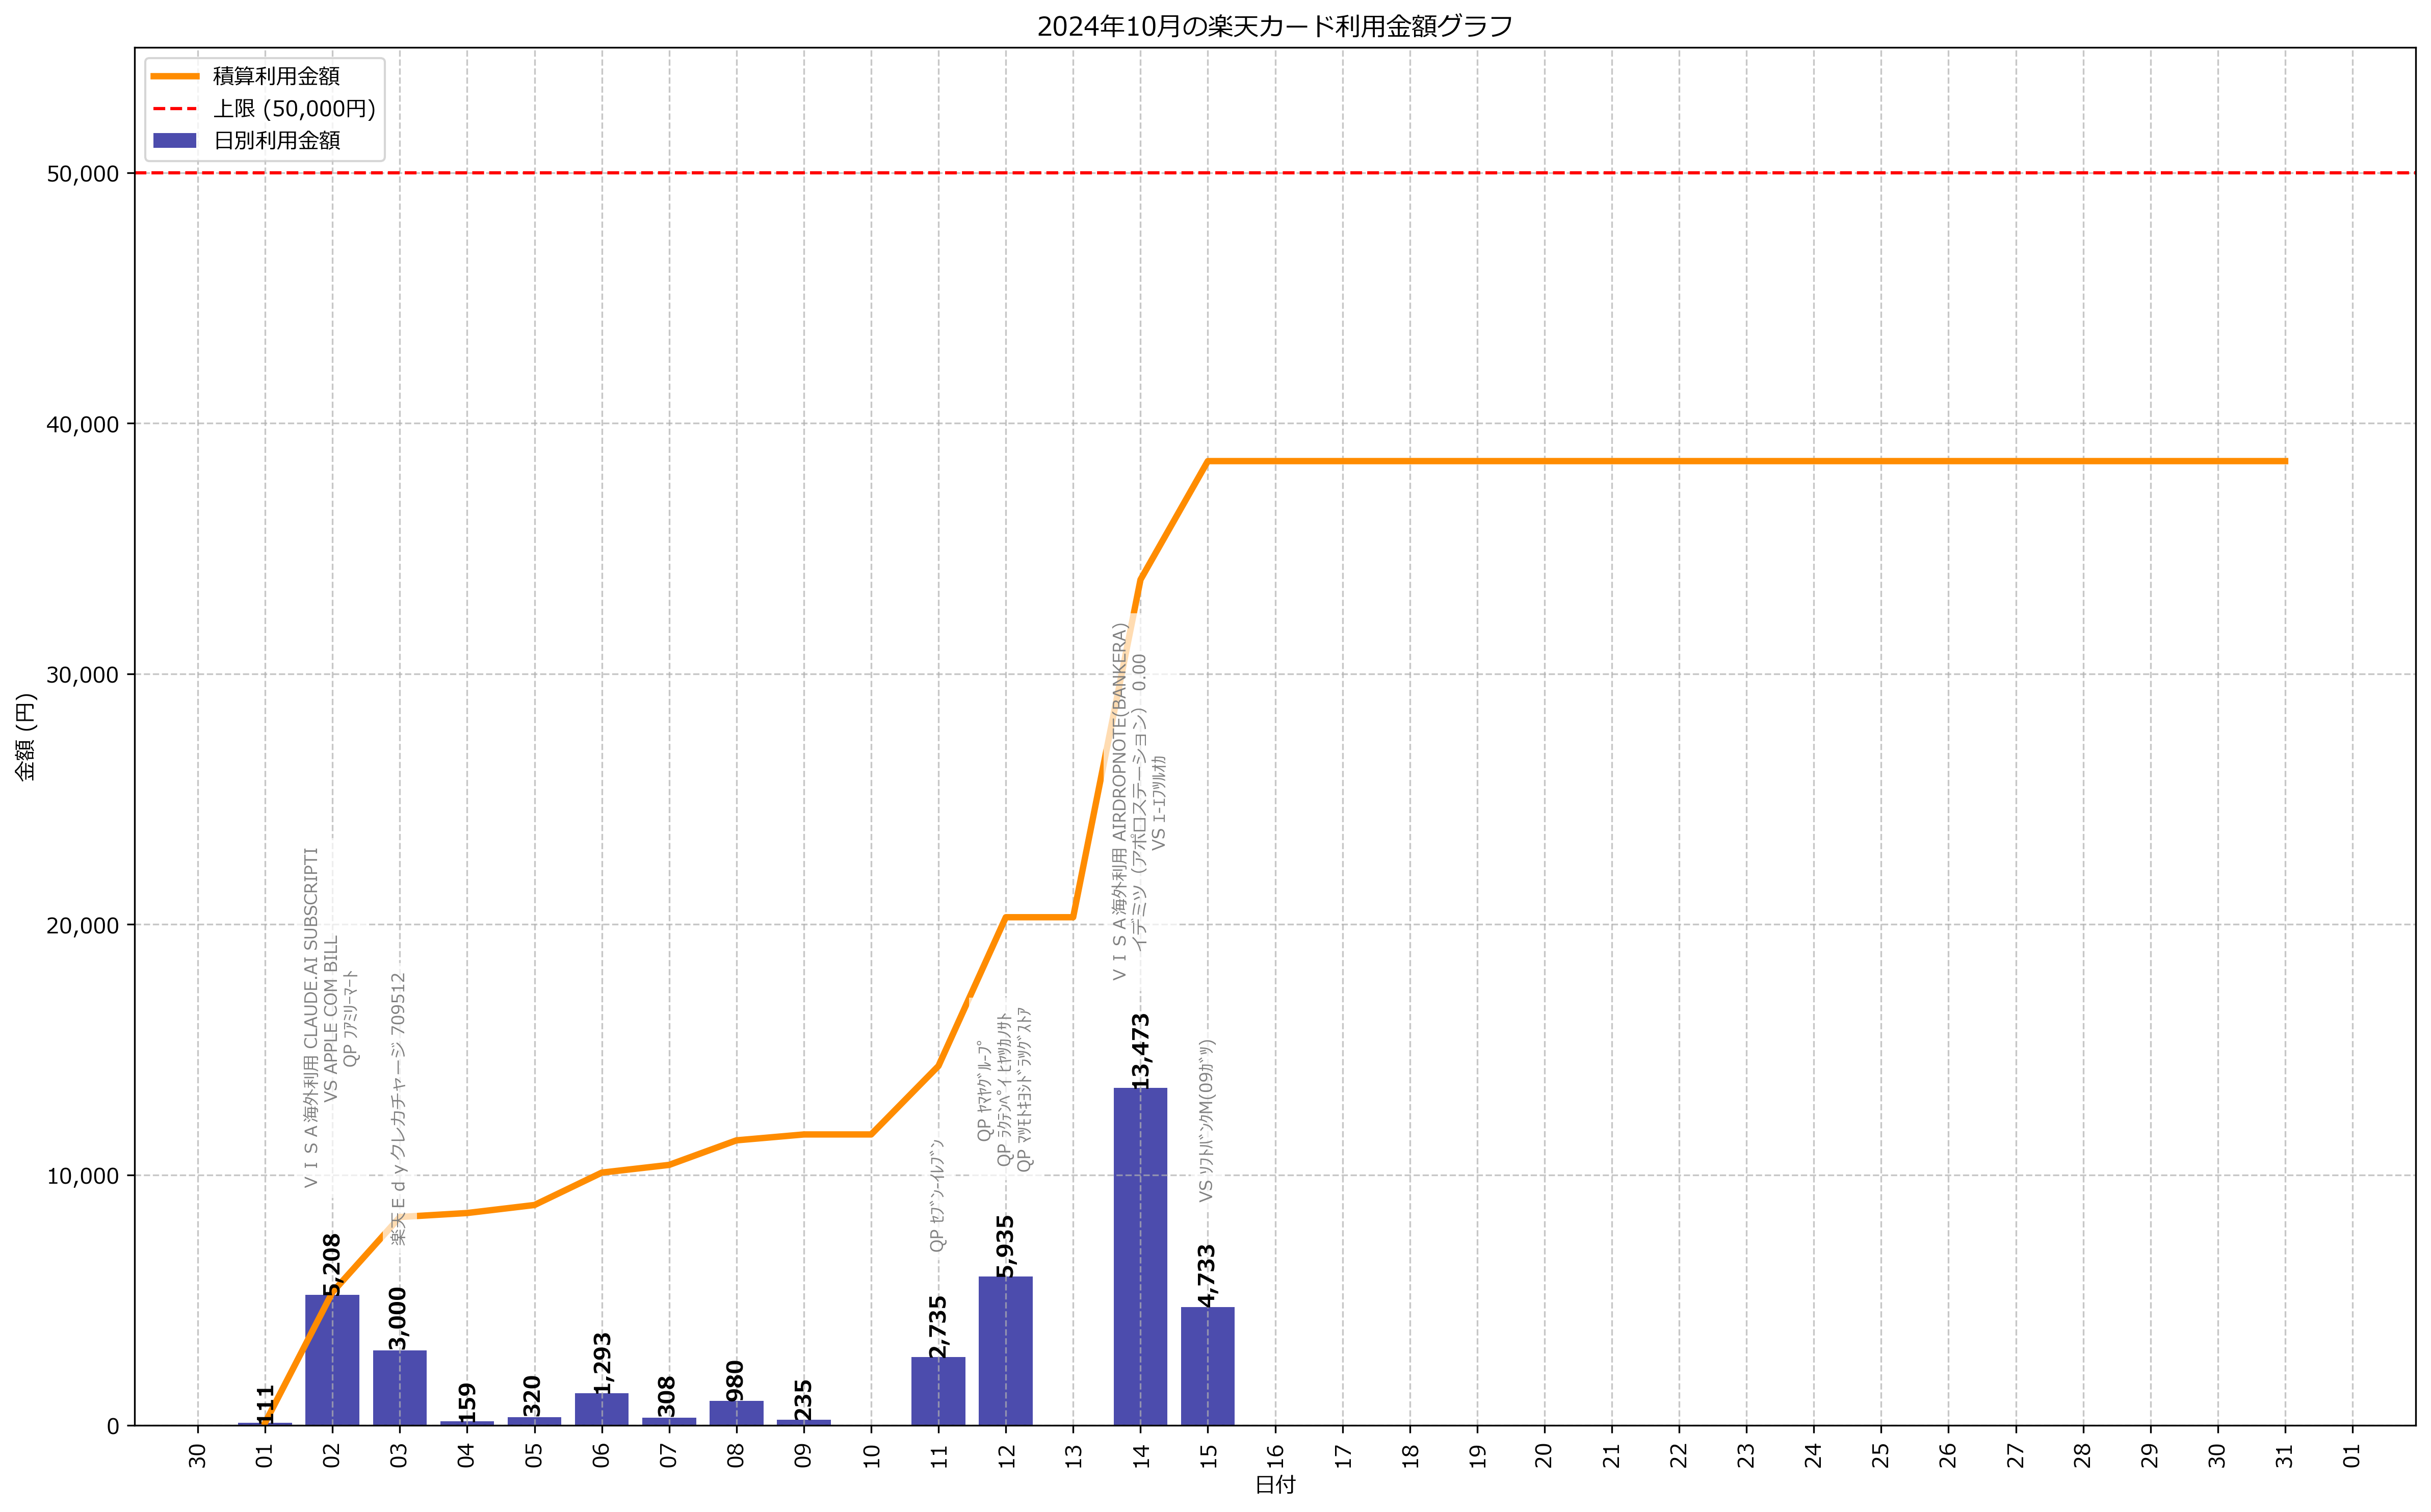 2024年10月の楽天カード利用金額グラフ
積算利用金額
上限 (50,000円)
日別利用金額
金額 (円)
50,000
40,000
30,000
20,000
10,000
0
ＶＩＳＡ海外利用 CLAUDE.AI SUBSCRIPTI
VS APPLE COM BILL
QP ﾌｱﾐﾘｰﾏｰﾄ
楽天Ｅｄｙクレカチャージ 709512
QP ｾﾌﾞﾝ-ｲﾚﾌﾞﾝ
QP ﾔﾏﾔｸﾞﾙｰﾌﾟ
QP ﾗｸﾃﾝﾍﾟｲ ﾋﾔﾂｶﾉｻﾄ
QP ﾏﾂﾓﾄｷﾖｼﾄﾞﾗﾂｸﾞｽﾄｱ
ＶＩＳＡ海外利用 AIRDROPNOTE(BANKERA)
イデミツ（アポロステーション） 0.00
VS ｴ-ｴﾌﾂﾙｵｶ
VS ｿﾌﾄﾊﾞﾝｸM(09ｶﾞﾂ)
111
5,208
3,000
159
320
1,293
308
980
235
2,735
5,935
13,473
4,733
30
01
02
03
04
05
06
07
08
09
10
11
12
13
14
15
16
17
18
19
20
21
22
23
24
25
26
27
28
29
30
31
01
日付